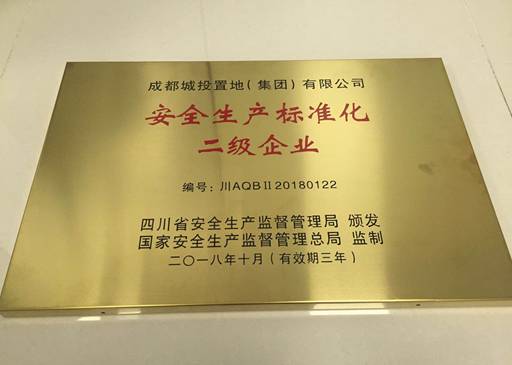 成都城投置地(集团)有限公司
安全生产标准化
二级企业
编号:川AQBⅡ20180122
四川省安全生产监督管理局 颁发
国家安全生产监督管理总局 监制
二〇一八年十月(有效期三年)